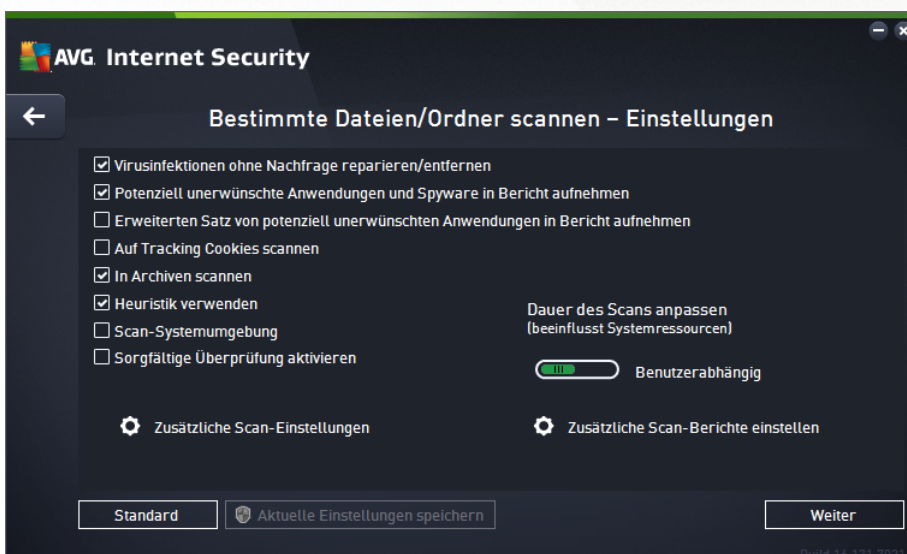 AVG. Internet Security
Bestimmte Dateien/Ordner scannen – Einstellungen
Virusinfektionen ohne Nachfrage reparieren/entfernen
Potenziell unerwünschte Anwendungen und Spyware in Bericht aufnehmen
Erweiterten Satz von potenziell unerwünschten Anwendungen in Bericht aufnehmen
Auf Tracking Cookies scannen
In Archiven scannen
Heuristik verwenden
Scan-Systemumgebung
Sorgfältige Überprüfung aktivieren
Dauer des Scans anpassen
(beeinflusst Systemressourcen)
Benutzerabhängig
Zusätzliche Scan-Einstellungen
Zusätzliche Scan-Berichte einstellen
Standard
Aktuelle Einstellungen speichern
Weiter